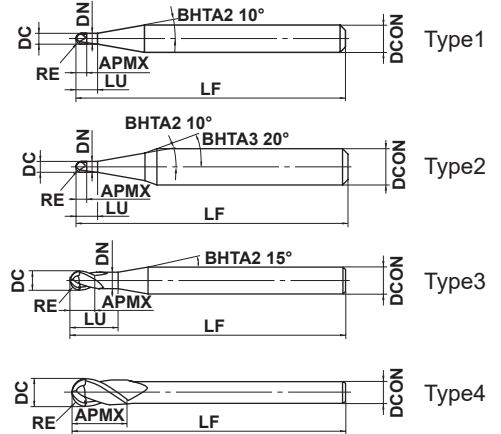 DC DN BHTA2 10° DCON Type1
RE APMX
LU LF
DC DN BHTA2 10° BHTA3 20° DCON Type2
RE APMX
LU LF
DC DN BHTA2 15° DCON Type3
RE APMX
LU LF
DC DCON Type4
RE APMX
LF